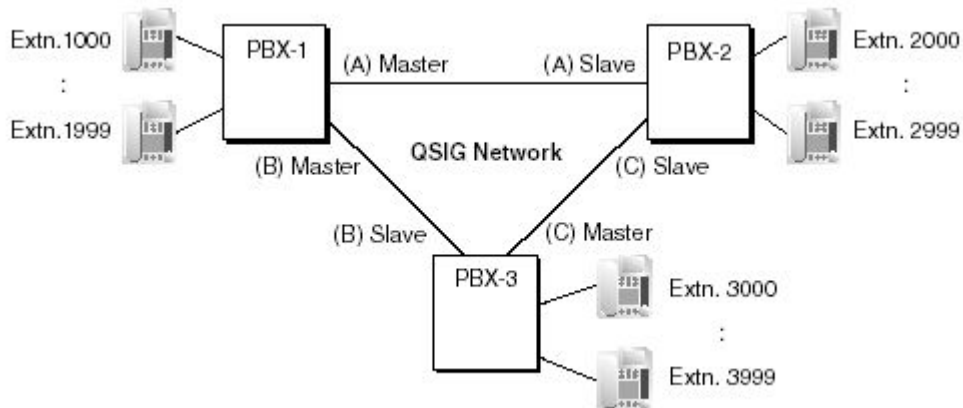 Extn.1000
:
Extn.1999
PBX-1
(A) Master
(A) Slave
PBX-2
Extn. 2000
:
Extn. 2999
QSIG Network
(B) Master
(C) Slave
(B) Slave
(C) Master
PBX-3
Extn. 3000
:
Extn. 3999